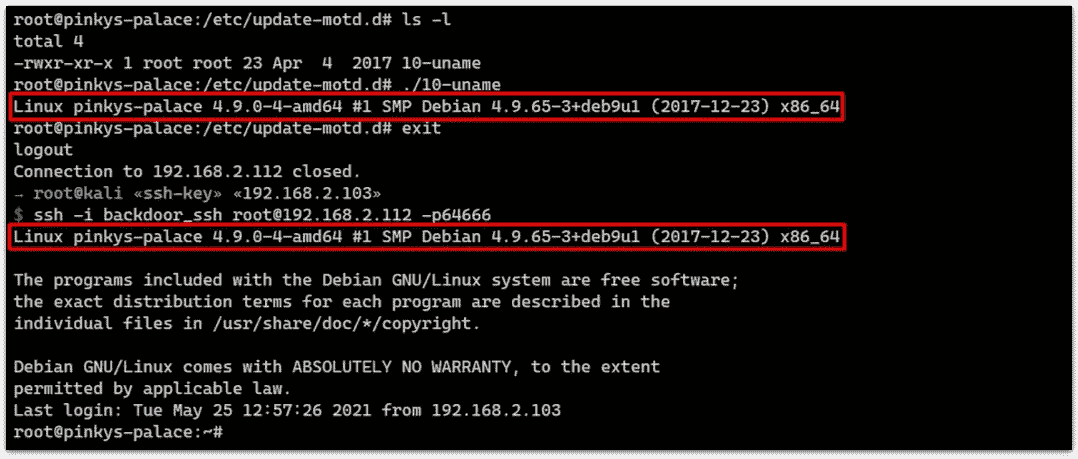 root@pinkys-palace:/etc/update-motd.d# ls -l
total 4
-rwxr-xr-x 1 root root 23 Apr  4  2017 10-uname
root@pinkys-palace:/etc/update-motd.d# ./10-uname
Linux pinkys-palace 4.9.0-4-amd64 #1 SMP Debian 4.9.65-3+deb9u1 (2017-12-23) x86_64
root@pinkys-palace:/etc/update-motd.d# exit
logout
Connection to 192.168.2.112 closed.
→ root@kali «ssh-key» «192.168.2.103»
$ ssh -i backdoor_ssh root@192.168.2.112 -p64666
Linux pinkys-palace 4.9.0-4-amd64 #1 SMP Debian 4.9.65-3+deb9u1 (2017-12-23) x86_64
The programs included with the Debian GNU/Linux system are free software;
the exact distribution terms for each program are described in the
individual files in /usr/share/doc/*/copyright.
Debian GNU/Linux comes with ABSOLUTELY NO WARRANTY, to the extent
permitted by applicable law.
Last login: Tue May 25 12:57:26 2021 from 192.168.2.103
root@pinkys-palace:~#